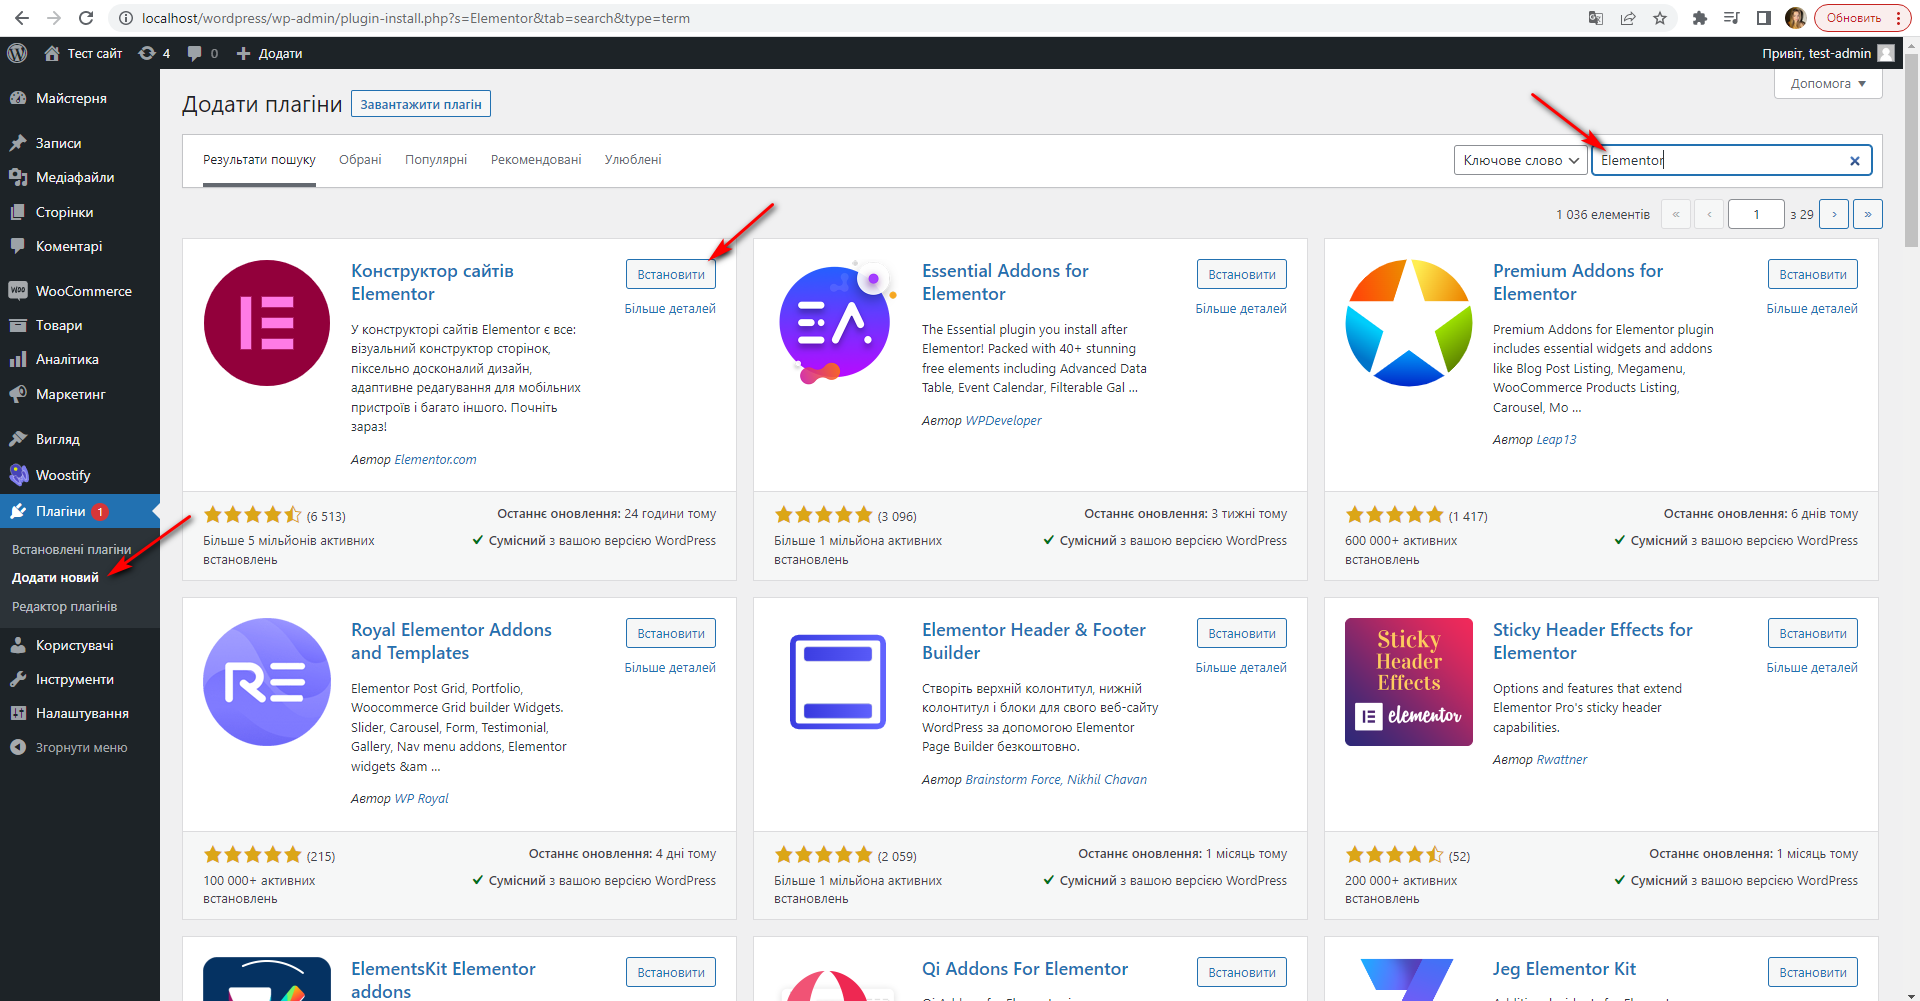 localhost/wordpress/wp-admin/plugin-install.php?s=Elementor&tab=search&type=term
Обновить
Тест сайт
4
0
Додати
Привіт, test-admin
Майстерня
Записи
Медіафайли
Сторінки
Коментарі
WOO
WooCommerce
Товари
Аналітика
Маркетинг
Вигляд
Woostify
Плагіни 1
Встановлені плагіни
Додати новий
Редактор плагінів
Користувачі
Інструменти
Налаштування
Згорнути меню
Додати плагіни
Завантажити плагін
Допомога
Результати пошуку
Обрані
Популярні
Рекомендовані
Улюблені
Ключове слово
Elementor
1 036 елементів
«
‹
1
з 29
›
»
Конструктор сайтів
Elementor
Встановити
Більше деталей
У конструкторі сайтів Elementor є все:
візуальний конструктор сторінок,
піксельно досконалий дизайн,
адаптивне редагування для мобільних
пристроїв і багато іншого. Почніть
зараз!
Автор Elementor.com
(6 513)
Останнє оновлення: 24 години тому
Більше 5 мільйонів активних
встановлень
Сумісний з вашою версією WordPress
EA
Essential Addons for
Elementor
Встановити
Більше деталей
The Essential plugin you install after
Elementor! Packed with 40+ stunning
free elements including Advanced Data
Table, Event Calendar, Filterable Gal ...
Автор WPDeveloper
(3 096)
Останнє оновлення: 3 тижні тому
Більше 1 мільйона активних
встановлень
Сумісний з вашою версією WordPress
Premium Addons for
Elementor
Встановити
Більше деталей
Premium Addons for Elementor plugin
includes essential widgets and addons
like Blog Post Listing, Megamenu,
WooCommerce Products Listing,
Carousel, Mo ...
Автор Leap13
(1 417)
Останнє оновлення: 6 днів тому
600 000+ активних
встановлень
Сумісний з вашою версією WordPress
RE
Royal Elementor Addons
and Templates
Встановити
Більше деталей
Elementor Post Grid, Portfolio,
Woocommerce Grid builder Widgets.
Slider, Carousel, Form, Testimonial,
Gallery, Nav menu addons, Elementor
widgets &am ...
Автор WP Royal
(215)
Останнє оновлення: 4 дні тому
100 000+ активних
встановлень
Сумісний з вашою версією WordPress
Elementor Header & Footer
Builder
Встановити
Більше деталей
Створіть верхній колонтитул, нижній
колонтитул і блоки для свого веб-сайту
WordPress за допомогою Elementor
Page Builder безкоштовно.
Автор Brainstorm Force, Nikhil Chavan
(2 059)
Останнє оновлення: 1 місяць тому
Більше 1 мільйона активних
встановлень
Сумісний з вашою версією WordPress
Sticky
Header
Effects
elementor
Sticky Header Effects for
Elementor
Встановити
Більше деталей
Options and features that extend
Elementor Pro's sticky header
capabilities.
Автор Rwattner
(52)
Останнє оновлення: 1 місяць тому
200 000+ активних
встановлень
Сумісний з вашою версією WordPress
ElementsKit Elementor
addons
Встановити
Qi Addons For Elementor
Встановити
Jeg Elementor Kit
Встановити